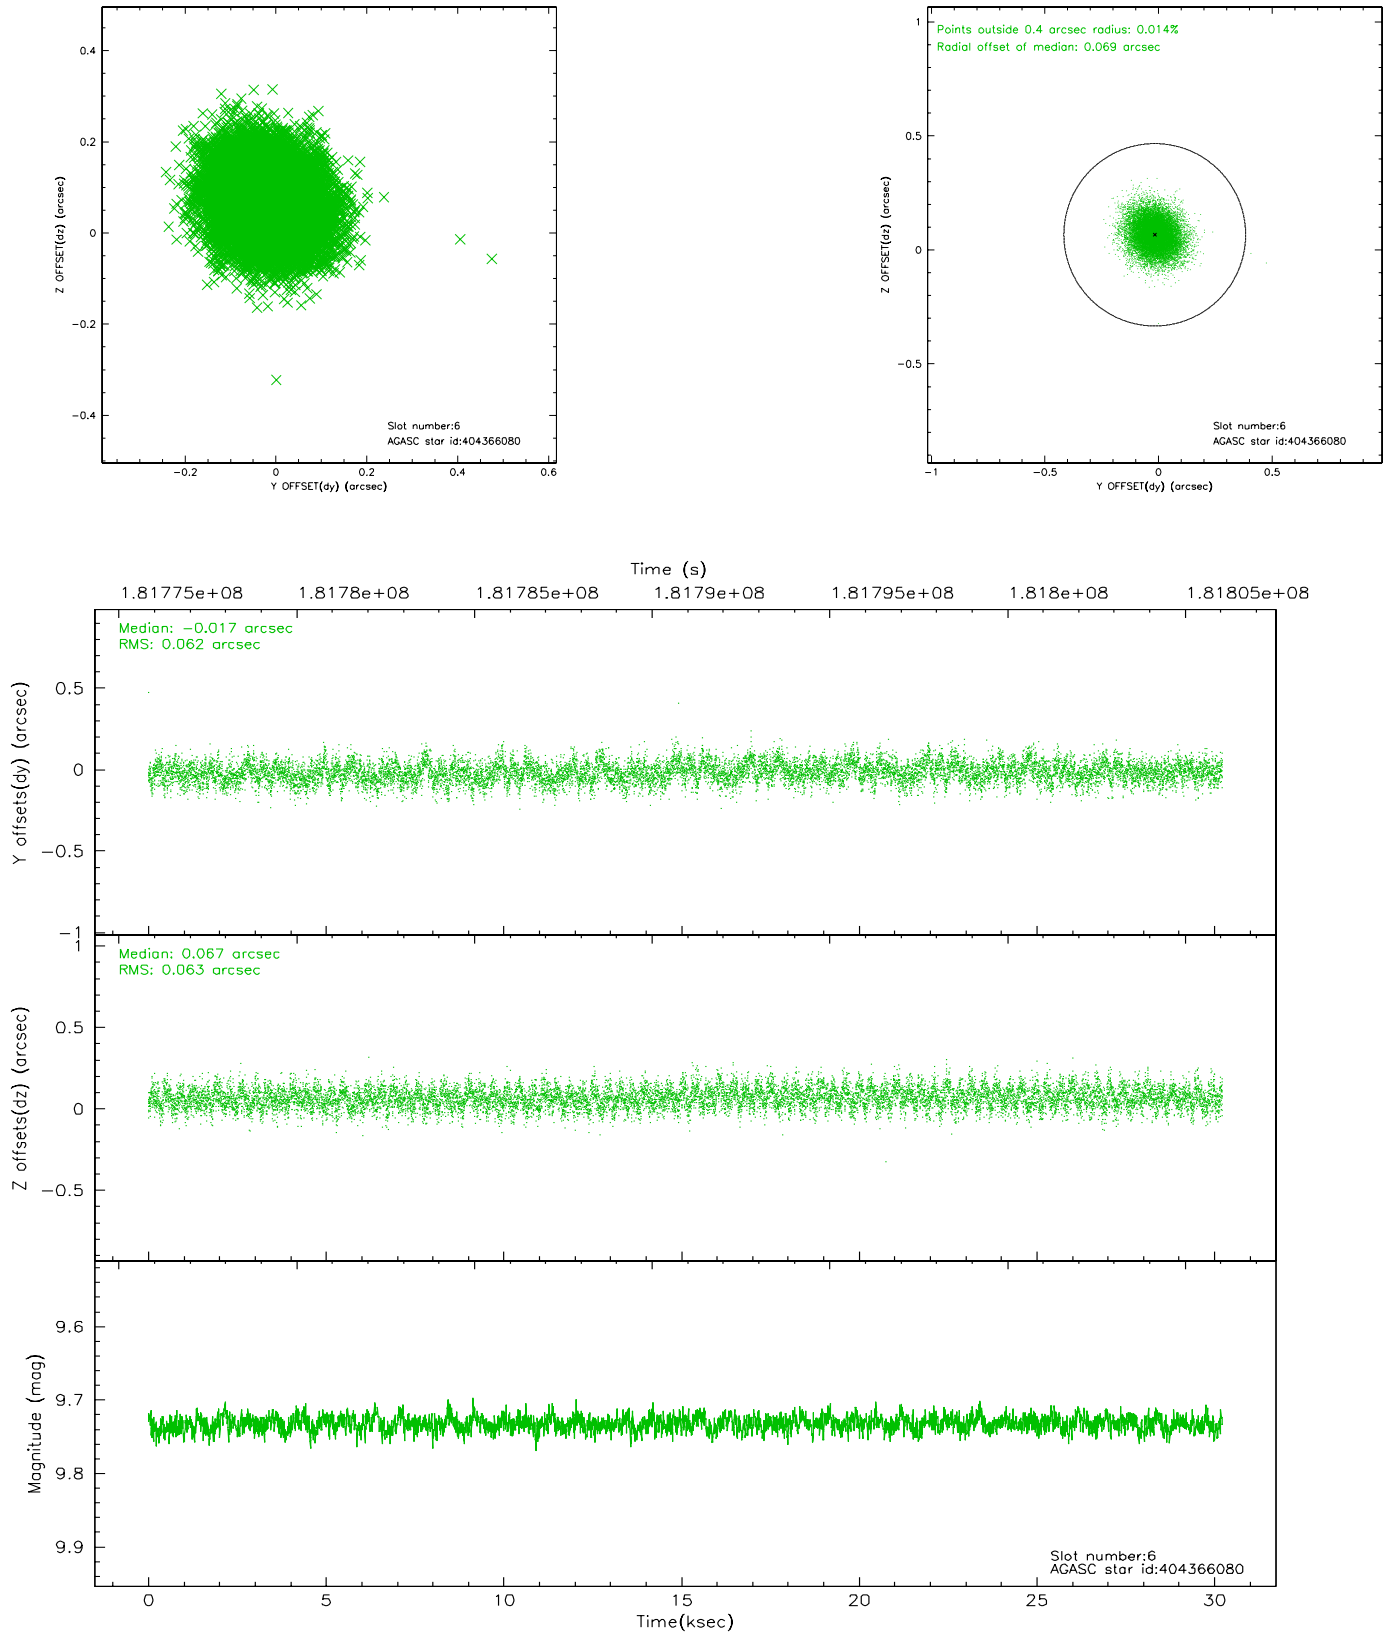 0.4
0.2
0
−0.2
−0.4
Z OFFSET(dz) (arcsec)
Slot number:6
AGASC star id:404366080
−0.2 0 0.2 0.4 0.6
Y OFFSET(dy) (arcsec)
Points outside 0.4 arcsec radius: 0.014%
Radial offset of median: 0.069 arcsec
1
0.5
0
−0.5
Z OFFSET(dz) (arcsec)
Slot number:6
AGASC star id:404366080
−1 −0.5 0 0.5
Y OFFSET(dy) (arcsec)
Time (s)
1.81775e+08 1.8178e+08 1.81785e+08 1.8179e+08 1.81795e+08 1.818e+08 1.81805e+08
Median: −0.017 arcsec
RMS: 0.062 arcsec
0.5
0
−0.5
−1
Y offsets(dy) (arcsec)
Median: 0.067 arcsec
RMS: 0.063 arcsec
1
0.5
0
−0.5
Z offsets(dz) (arcsec)
9.6
9.7
9.8
9.9
Magnitude (mag)
Slot number:6
AGASC star id:404366080
0 5 10 15 20 25 30
Time(ksec)